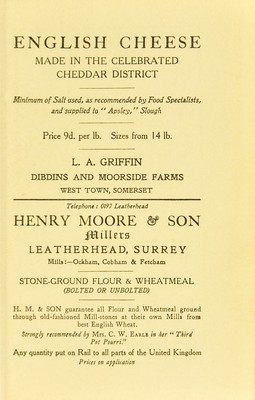 ENGLISH CHEESE
MADE IN THE CELEBRATED
CHEDDAR DISTRICT
Minimum of Salt used, as recommended by Food Specialists,
and supplied to "Apsley," Slough
Price 9d. per lb. Sizes from 14 lb.
L. A. GRIFFIN
DIBDINS AND MOORSIDE FARMS
WEST TOWN, SOMERSET
Telephone: 0197 Leatherhead
HENRY MOORE & SON
Millers
LEATHERHEAD, SURREY
Mills:—Ockham, Cobham & Fetcham
STONE-GROUND FLOUR & WHEATMEAL
(BOLTED OR UNBOLTED)
H. M. & SON guarantee all Flour and Wheatmeal ground
through old-fashioned Mill-stones at their own Mills from
best English Wheat.
Strongly recommended by MRS. C. W. EARLE in her "Third
Pot Pourri."
Any quantity put on Rail to all parts of the United Kingdom
Prices on application